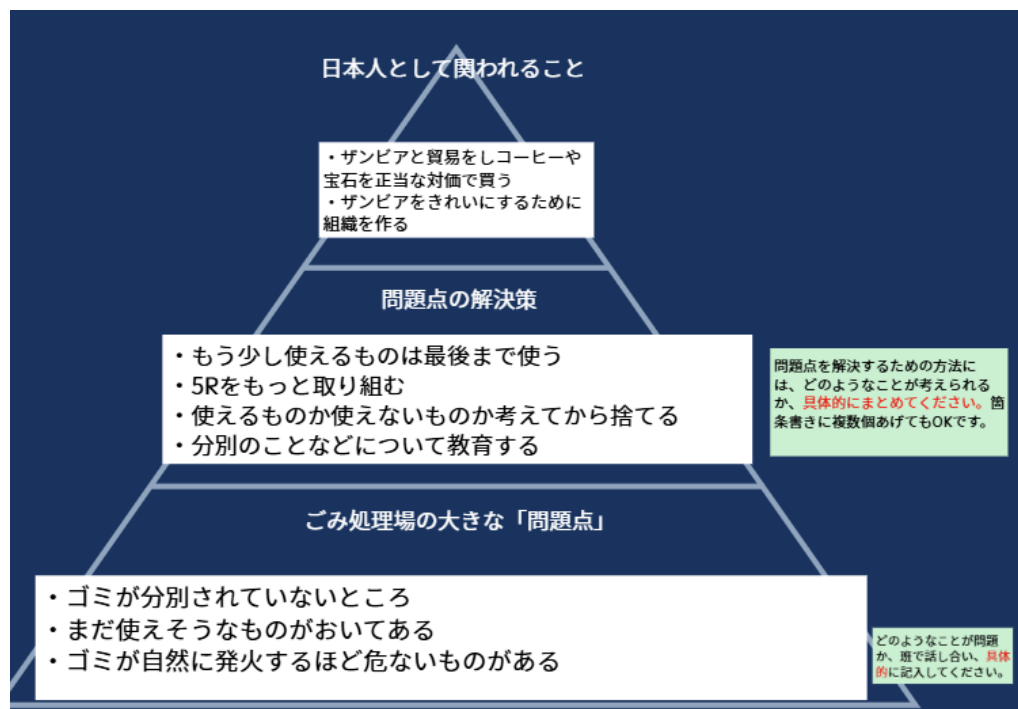 日本人として関われること
・ザンビアと貿易をしコーヒーや
宝石を正当な対価で買う
・ザンビアをきれいにするために
組織を作る
問題点の解決策
・もう少し使えるものは最後まで使う
・5Rをもっと取り組む
・使えるものか使えないものか考えてから捨てる
・分別のことなどについて教育する
問題点を解決するための方法に
は、どのようなことが考えられる
か、具体的にまとめてください。箇
条書きに複数個あげてもOKです。
ごみ処理場の大きな「問題点」
・ゴミが分別されていないところ
・まだ使えそうなものがおいてある
・ゴミが自然に発火するほど危ないものがある
どのようなことが問題
か、班で話し合い、具体
的に記入してください。